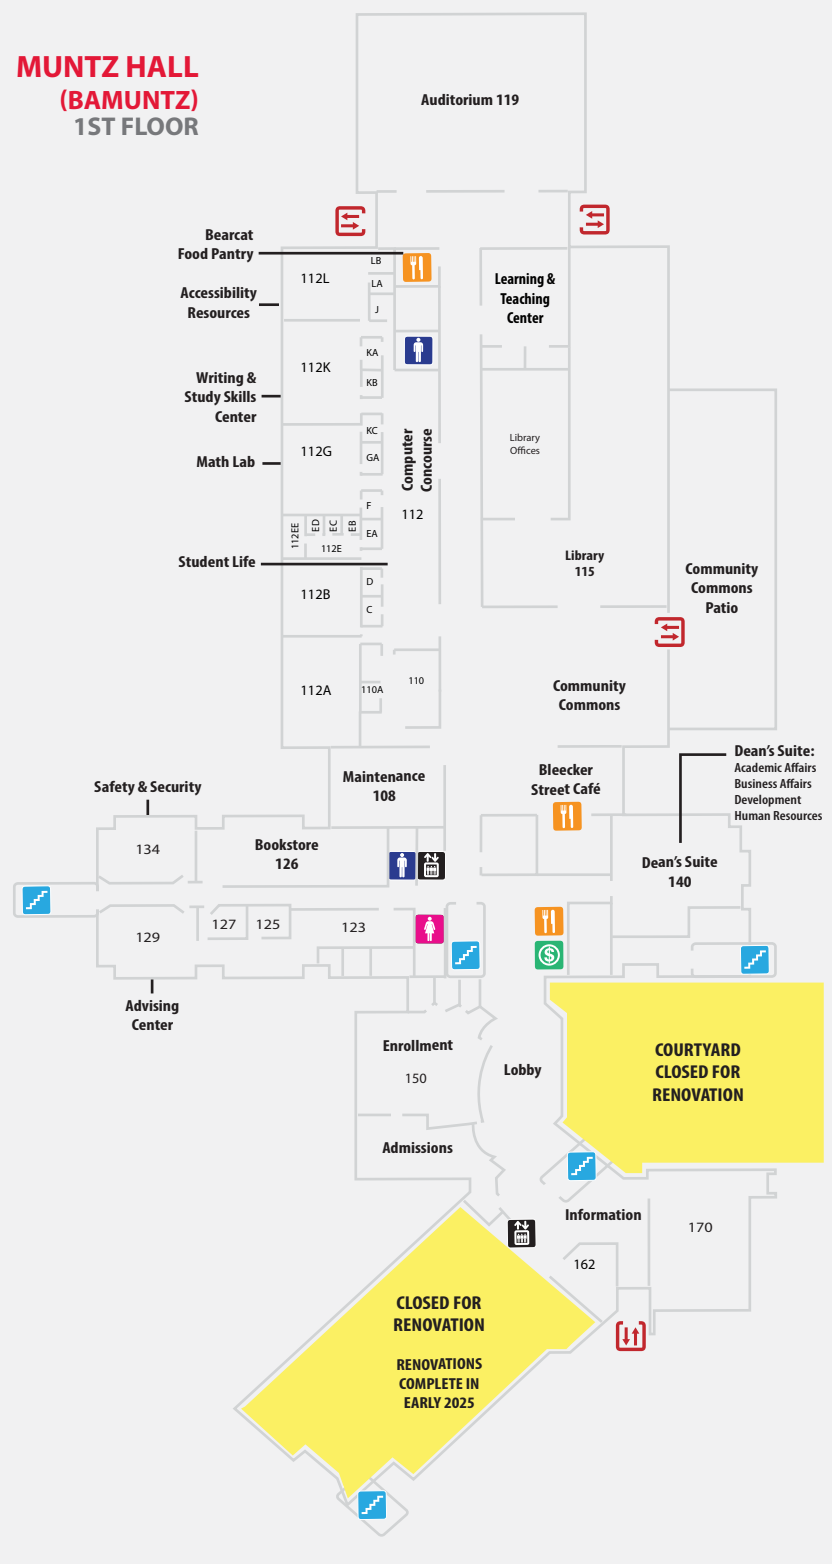 MUNTZ HALL
(BAMUNTZ)
1ST FLOOR
Auditorium 119
Bearcat
Food Pantry
Accessibility
Resources
Writing &
Study Skills
Center
Math Lab
Student Life
112L
LB
LA
J
112K
KA
KB
112G
KC
GA
F
EA
112EE
ED
EC
EB
112E
112B
D
C
112A
110A
110
Computer
Concourse
112
Learning &
Teaching
Center
Library
Offices
Library
115
Community
Commons
Patio
Community
Commons
Maintenance
108
Bleecker
Street Café
Dean's Suite:
Academic Affairs
Business Affairs
Development
Human Resources
Safety & Security
134
Bookstore
126
Dean's Suite
140
129
127
125
123
$
Advising
Center
Enrollment
150
Lobby
COURTYARD
CLOSED FOR
RENOVATION
Admissions
Information
170
162
CLOSED FOR
RENOVATION
RENOVATIONS
COMPLETE IN
EARLY 2025